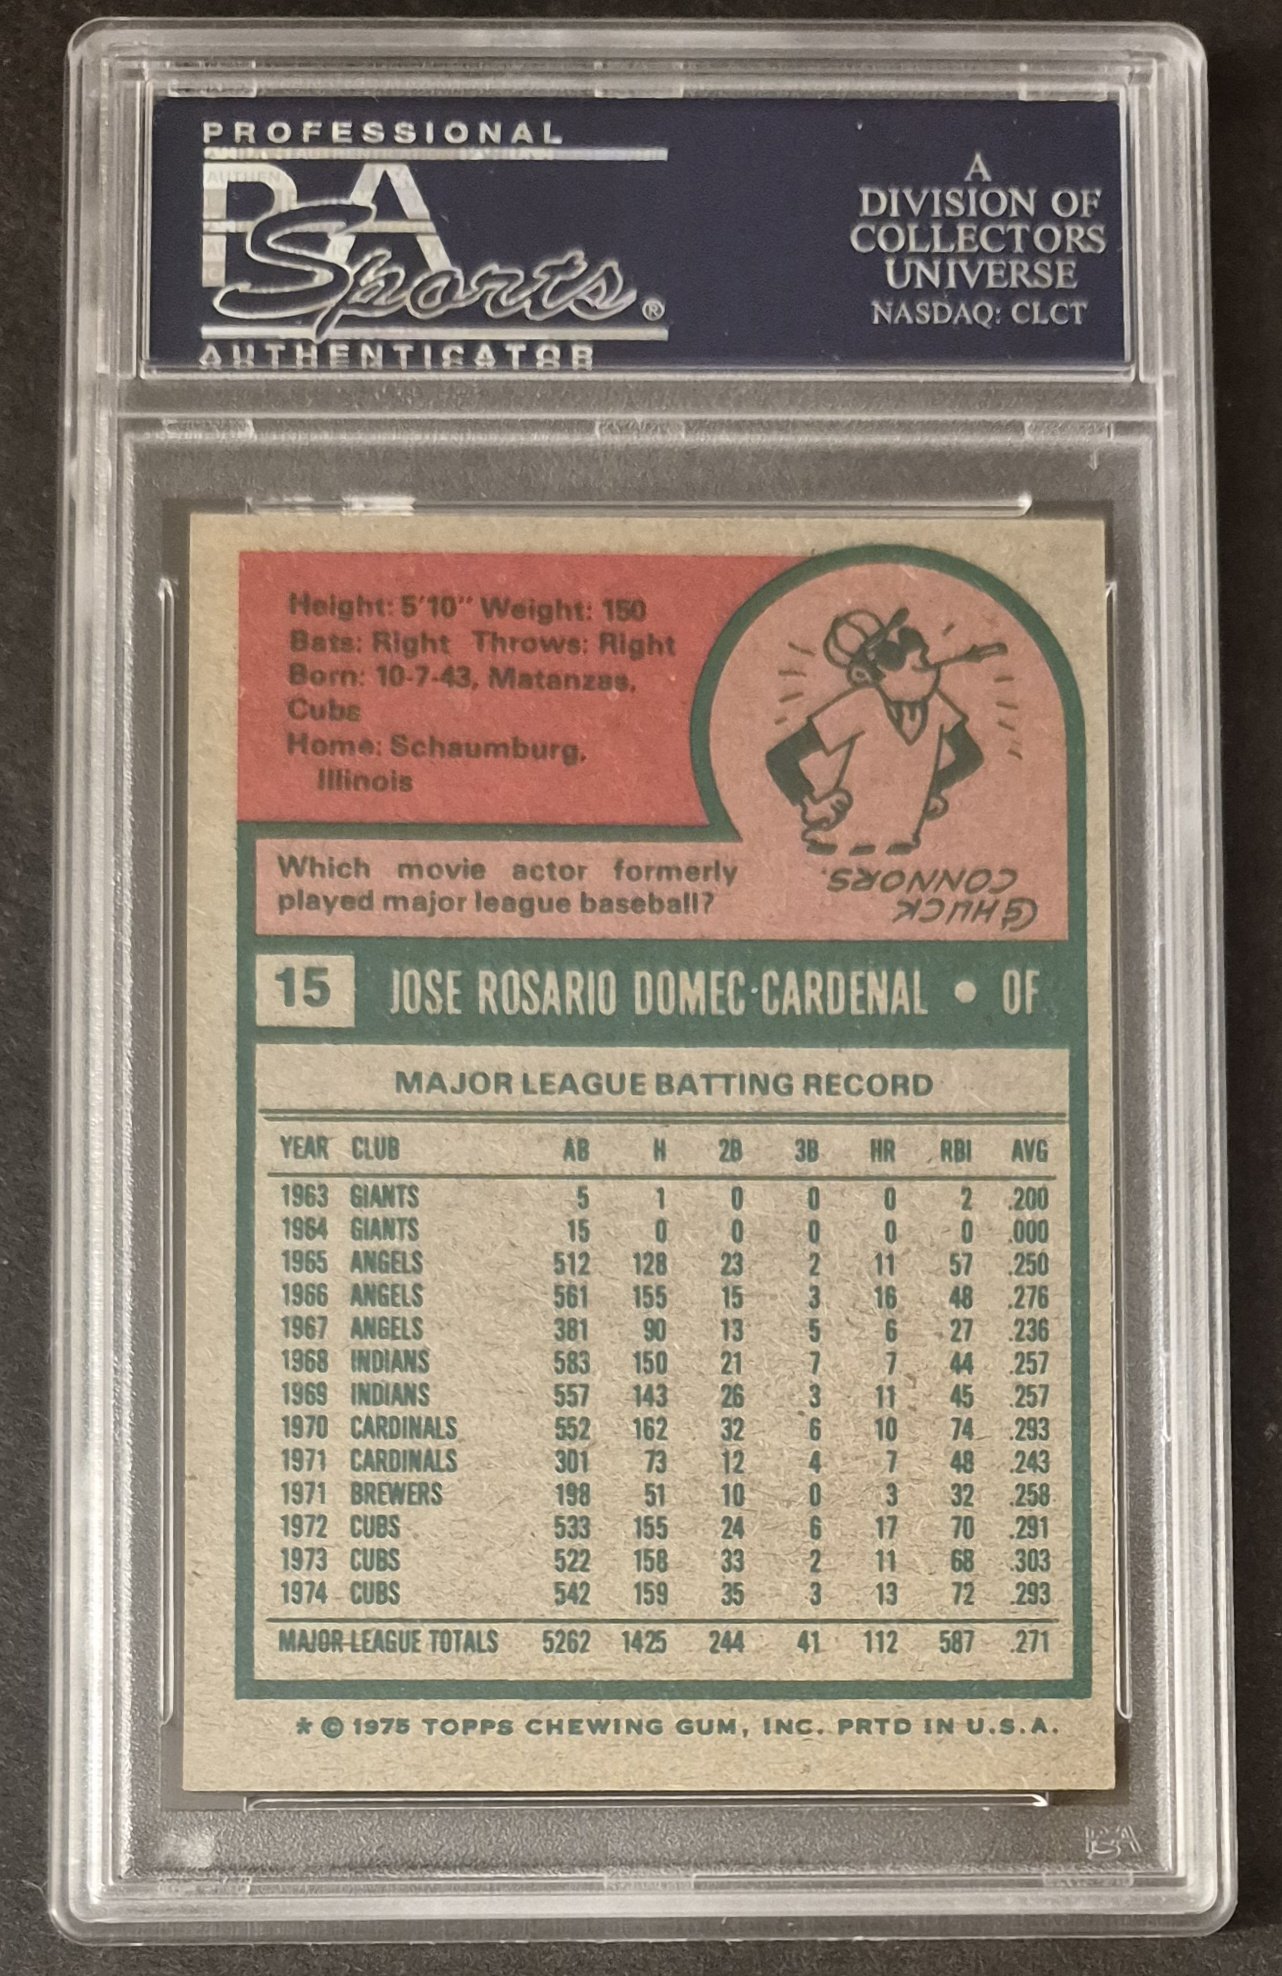 PROFESSIONAL
PSA
Sports®
AUTHENTICATOR
A
DIVISION OF
COLLECTORS
UNIVERSE
NASDAQ: CLCT
Height: 5'10" Weight: 150
Bats: Right Throws: Right
Born: 10-7-43, Matanzas,
Cuba
Home: Schaumburg,
Illinois
Which movie actor formerly
played major league baseball?
CHUCK
CONNORS.
15 JOSE ROSARIO DOMEC-CARDENAL • OF
MAJOR LEAGUE BATTING RECORD
YEAR CLUB AB H 2B 3B HR RBI AVG
1963 GIANTS 5 1 0 0 0 2 .200
1964 GIANTS 15 0 0 0 0 0 .000
1965 ANGELS 512 128 23 2 11 57 .250
1966 ANGELS 561 155 15 3 16 48 .276
1967 ANGELS 381 90 13 5 6 27 .236
1968 INDIANS 583 150 21 7 7 44 .257
1969 INDIANS 557 143 26 3 11 45 .257
1970 CARDINALS 552 162 32 6 10 74 .293
1971 CARDINALS 301 73 12 4 7 48 .243
1971 BREWERS 198 51 10 0 3 32 .258
1972 CUBS 533 155 24 6 17 70 .291
1973 CUBS 522 158 33 2 11 68 .303
1974 CUBS 542 159 35 3 13 72 .293
MAJOR LEAGUE TOTALS 5262 1425 244 41 112 587 .271
* © 1975 TOPPS CHEWING GUM, INC. PRTD IN U.S.A.
PSA